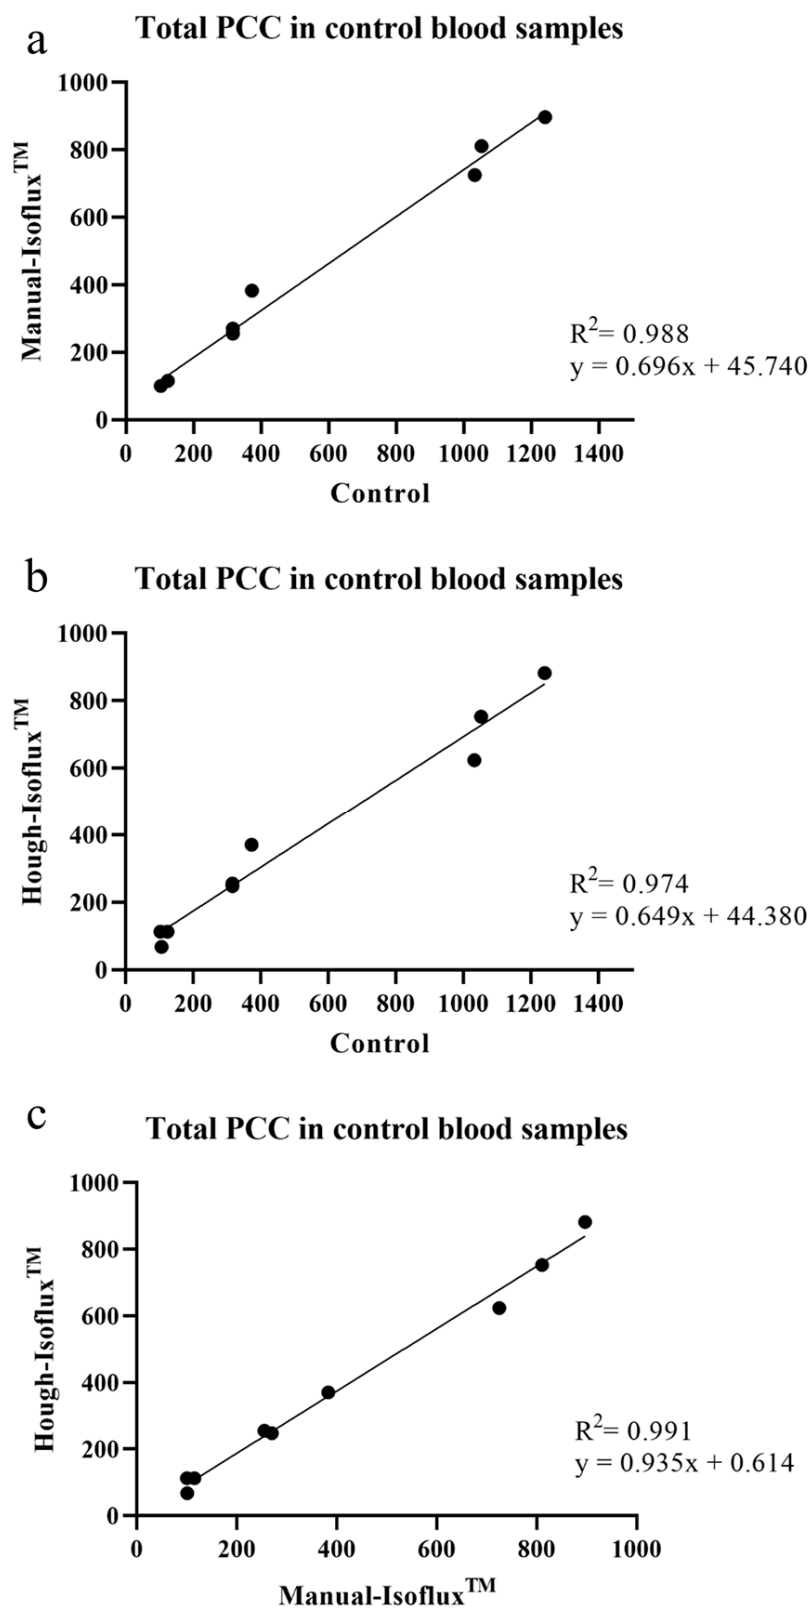 a
Total PCC in control blood samples
Manual-Isoflux™
1000
800
600
400
200
0
0 200 400 600 800 1000 1200 1400
Control
R²= 0.988
y = 0.696x + 45.740
b
Total PCC in control blood samples
Hough-Isoflux™
1000
800
600
400
200
0
0 200 400 600 800 1000 1200 1400
Control
R²= 0.974
y = 0.649x + 44.380
c
Total PCC in control blood samples
Hough-Isoflux™
1000
800
600
400
200
0
0 200 400 600 800 1000
Manual-Isoflux™
R²= 0.991
y = 0.935x + 0.614